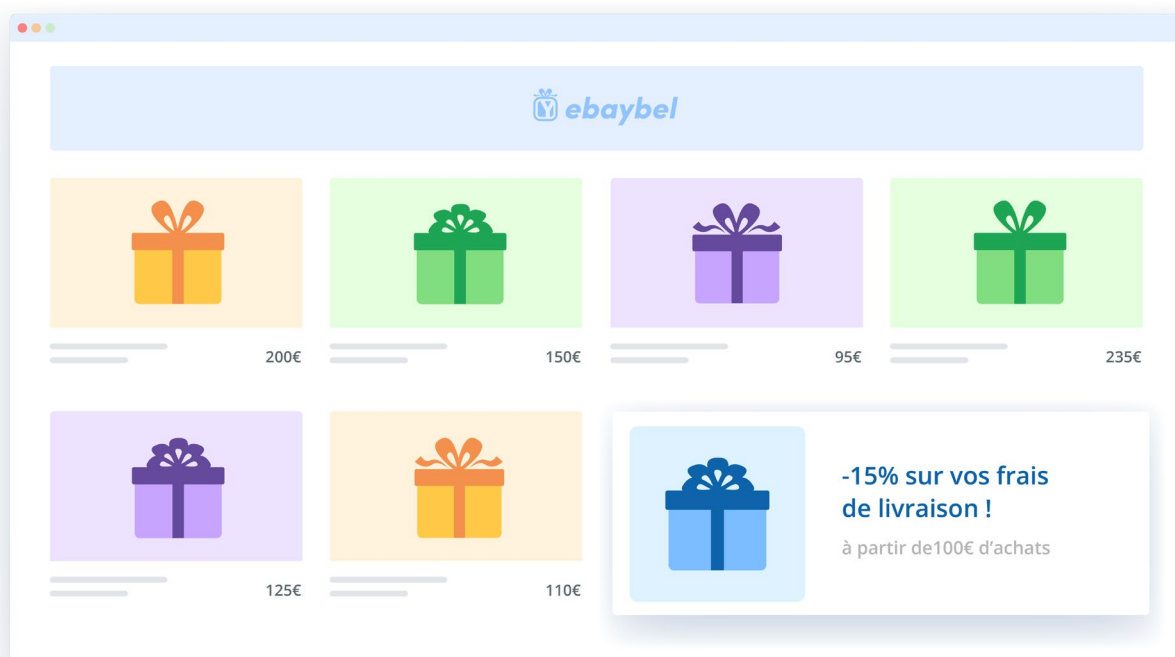 ebaybel
200€
150€
95€
235€
125€
110€
-15% sur vos frais
de livraison !
à partir de100€ d’achats